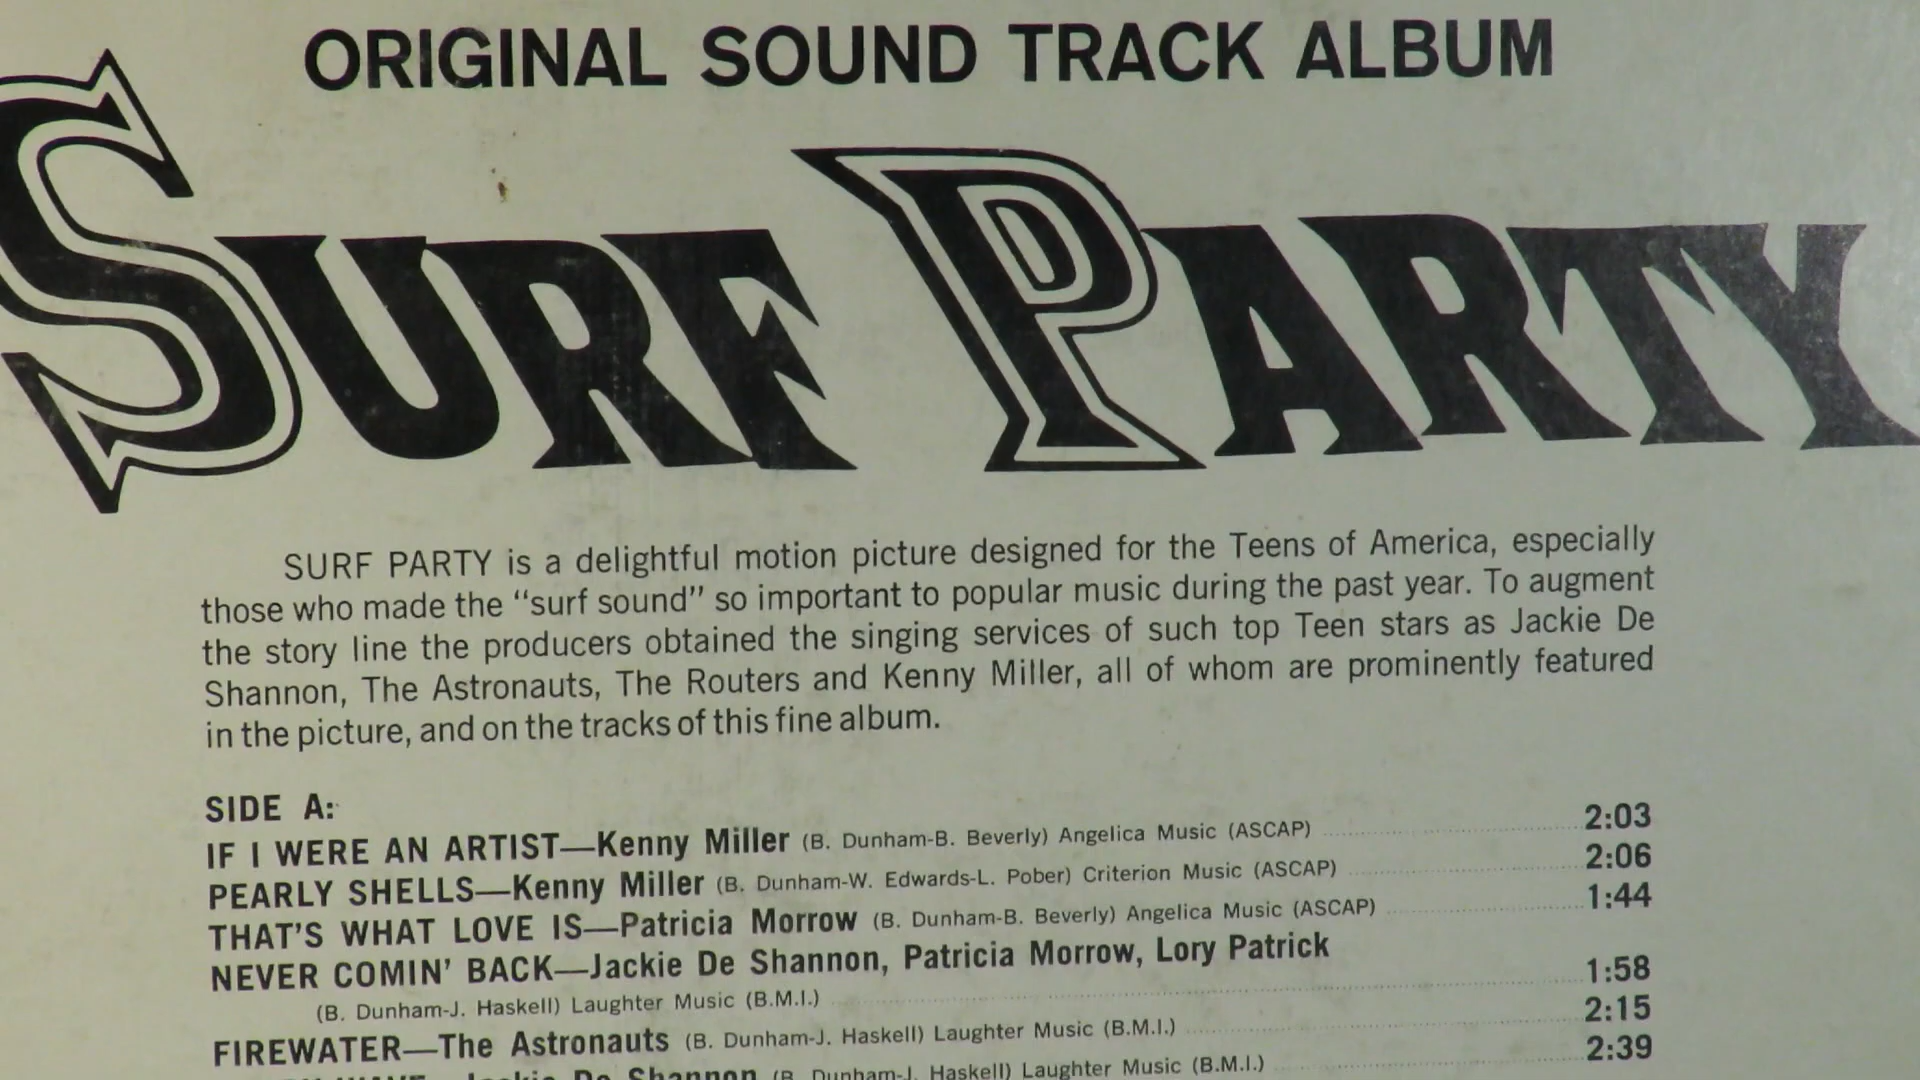 ORIGINAL SOUND TRACK ALBUM
SURF PARTY
SURF PARTY is a delightful motion picture designed for the Teens of America, especially
those who made the “surf sound” so important to popular music during the past year. To augment
the story line the producers obtained the singing services of such top Teen stars as Jackie De
Shannon, The Astronauts, The Routers and Kenny Miller, all of whom are prominently featured
in the picture, and on the tracks of this fine album.
SIDE A:
IF I WERE AN ARTIST—Kenny Miller (B. Dunham-B. Beverly) Angelica Music (ASCAP) 2:03
PEARLY SHELLS—Kenny Miller (B. Dunham-W. Edwards-L. Pober) Criterion Music (ASCAP) 2:06
THAT'S WHAT LOVE IS—Patricia Morrow (B. Dunham-B. Beverly) Angelica Music (ASCAP) 1:44
NEVER COMIN' BACK—Jackie De Shannon, Patricia Morrow, Lory Patrick
(B. Dunham-J. Haskell) Laughter Music (B.M.I.) 1:58
FIREWATER—The Astronauts (B. Dunham-J. Haskell) Laughter Music (B.M.I.) 2:15
Jackie De Shannon (B. Dunham-J. Haskell) Laughter Music (B.M.I.) 2:39